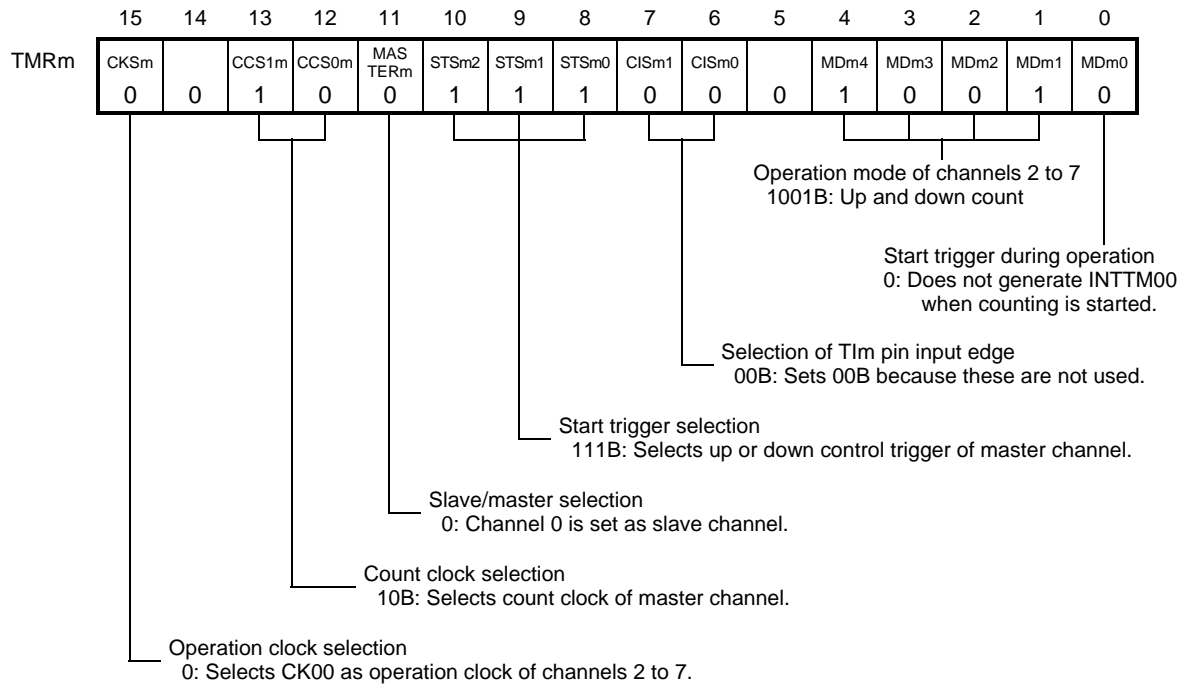 15 14 13 12 11 10 9 8 7 6 5 4 3 2 1 0
TMRm CKSm CCS1m CCS0m MAS TERm STSm2 STSm1 STSm0 CISm1 CISm0 MDm4 MDm3 MDm2 MDm1 MDm0
0 0 1 0 0 1 1 1 0 0 0 1 0 0 1 0
Operation mode of channels 2 to 7
1001B: Up and down count
Start trigger during operation
0: Does not generate INTTM00
when counting is started.
Selection of TIm pin input edge
00B: Sets 00B because these are not used.
Start trigger selection
111B: Selects up or down control trigger of master channel.
Slave/master selection
0: Channel 0 is set as slave channel.
Count clock selection
10B: Selects count clock of master channel.
Operation clock selection
0: Selects CK00 as operation clock of channels 2 to 7.